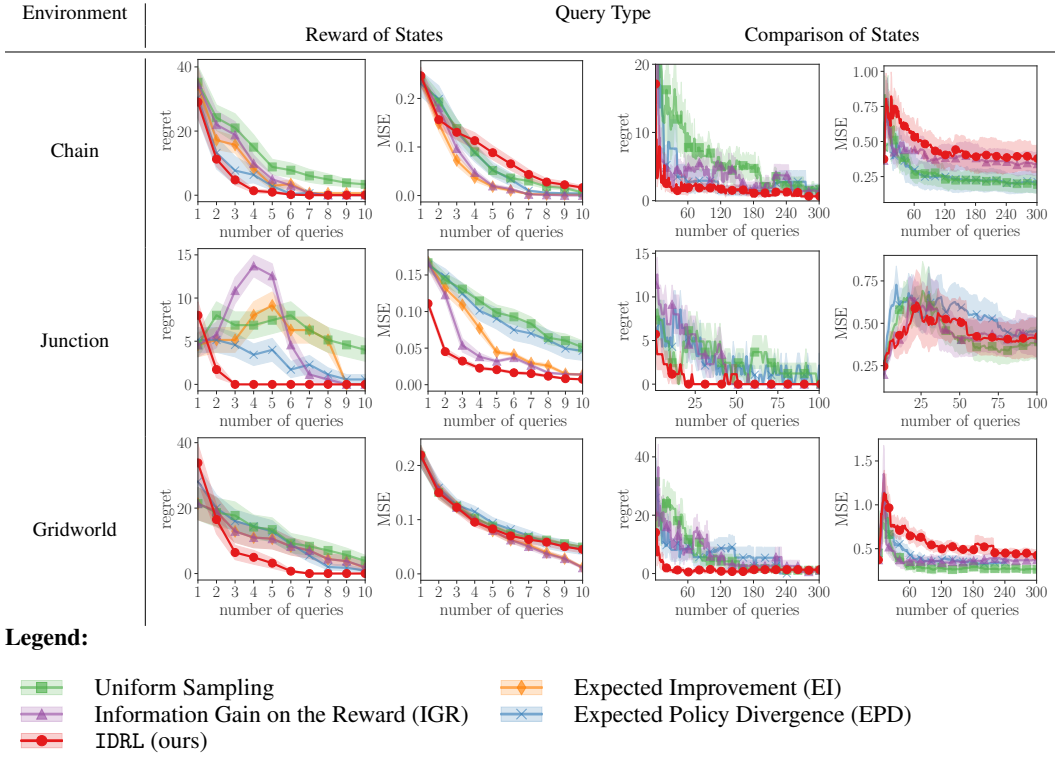 Environment Query Type
Reward of States Comparison of States
Chain
40
20
0
regret
1 2 3 4 5 6 7 8 9 10
number of queries
0.2
0.1
0.0
MSE
1 2 3 4 5 6 7 8 9 10
number of queries
20
10
0
regret
60 120 180 240 300
number of queries
1.00
0.75
0.50
0.25
MSE
60 120 180 240 300
number of queries
Junction
15
10
5
0
regret
1 2 3 4 5 6 7 8 9 10
number of queries
0.15
0.10
0.05
0.00
MSE
1 2 3 4 5 6 7 8 9 10
number of queries
15
10
5
0
regret
25 50 75 100
number of queries
0.75
0.50
0.25
MSE
25 50 75 100
number of queries
Gridworld
40
20
0
regret
1 2 3 4 5 6 7 8 9 10
number of queries
0.2
0.1
0.0
MSE
1 2 3 4 5 6 7 8 9 10
number of queries
40
20
0
regret
60 120 180 240 300
number of queries
1.5
1.0
0.5
MSE
60 120 180 240 300
number of queries
Legend:
Uniform Sampling
Expected Improvement (EI)
Information Gain on the Reward (IGR)
Expected Policy Divergence (EPD)
IDRL (ours)